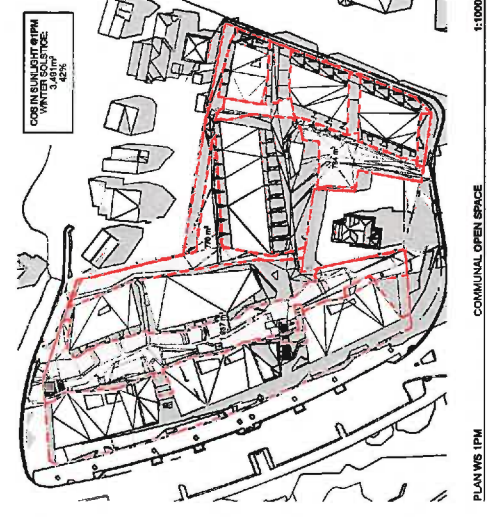 COS IN SUNLIGHT @1PM
WINTER SOLSTICE:
3,491m²
42%
PLAN WS 1PM
COMMUNAL OPEN SPACE
1:1000